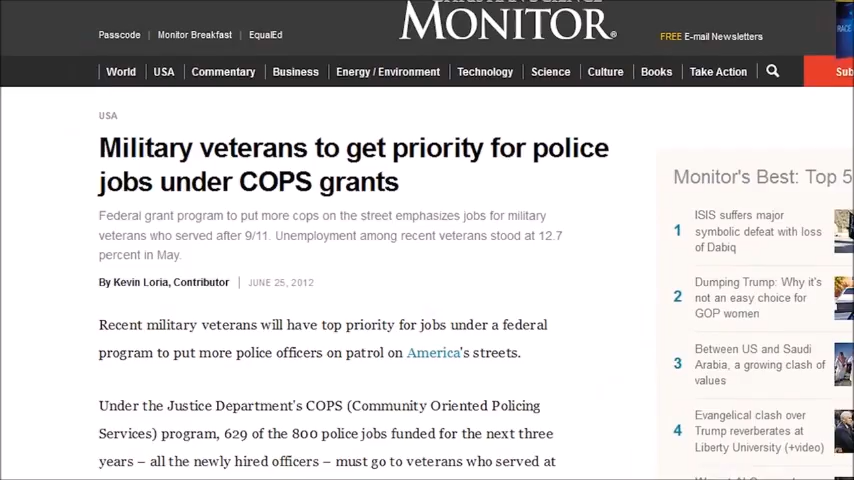 MONITOR®
Passcode | Monitor Breakfast | EqualEd
FREE E-mail Newsletters
World | USA | Commentary | Business | Energy / Environment | Technology | Science | Culture | Books | Take Action
USA
Military veterans to get priority for police
jobs under COPS grants
Federal grant program to put more cops on the street emphasizes jobs for military
veterans who served after 9/11. Unemployment among recent veterans stood at 12.7
percent in May.
By Kevin Loria, Contributor | JUNE 25, 2012
Recent military veterans will have top priority for jobs under a federal
program to put more police officers on patrol on America's streets.
Under the Justice Department's COPS (Community Oriented Policing
Services) program, 629 of the 800 police jobs funded for the next three
years – all the newly hired officers – must go to veterans who served at
Monitor's Best: Top 5
1 ISIS suffers major
symbolic defeat with loss
of Dabiq
2 Dumping Trump: Why it's
not an easy choice for
GOP women
3 Between US and Saudi
Arabia, a growing clash of
values
4 Evangelical clash over
Trump reverberates at
Liberty University (+video)